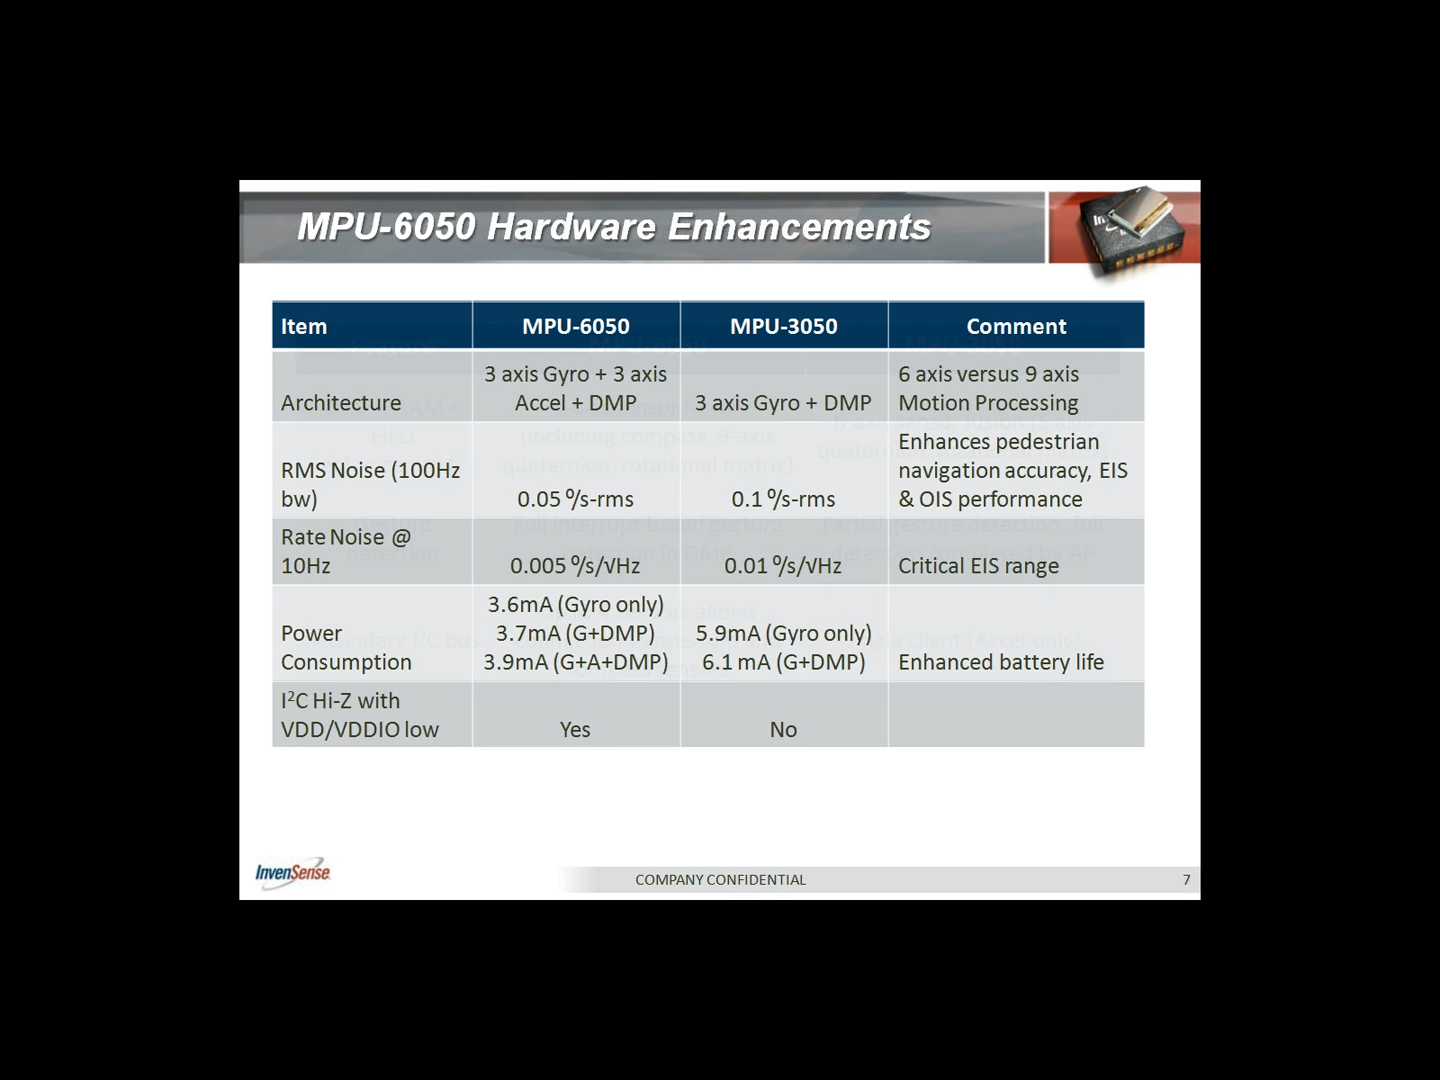 MPU-6050 Hardware Enhancements
Item MPU-6050 MPU-3050 Comment
Architecture
3 axis Gyro + 3 axis
Accel + DMP
3 axis Gyro + DMP
6 axis versus 9 axis
Motion Processing
RMS Noise (100Hz
bw)
0.05 ⁰/s-rms
0.1 ⁰/s-rms
Enhances pedestrian
navigation accuracy, EIS
& OIS performance
Rate Noise @
10Hz
0.005 ⁰/s/√Hz
0.01 ⁰/s/√Hz
Critical EIS range
Power
Consumption
3.6mA (Gyro only)
3.7mA (G+DMP)
3.9mA (G+A+DMP)
5.9mA (Gyro only)
6.1 mA (G+DMP)
Enhanced battery life
I²C Hi-Z with
VDD/VDDIO low
Yes
No
InvenSense
COMPANY CONFIDENTIAL
7